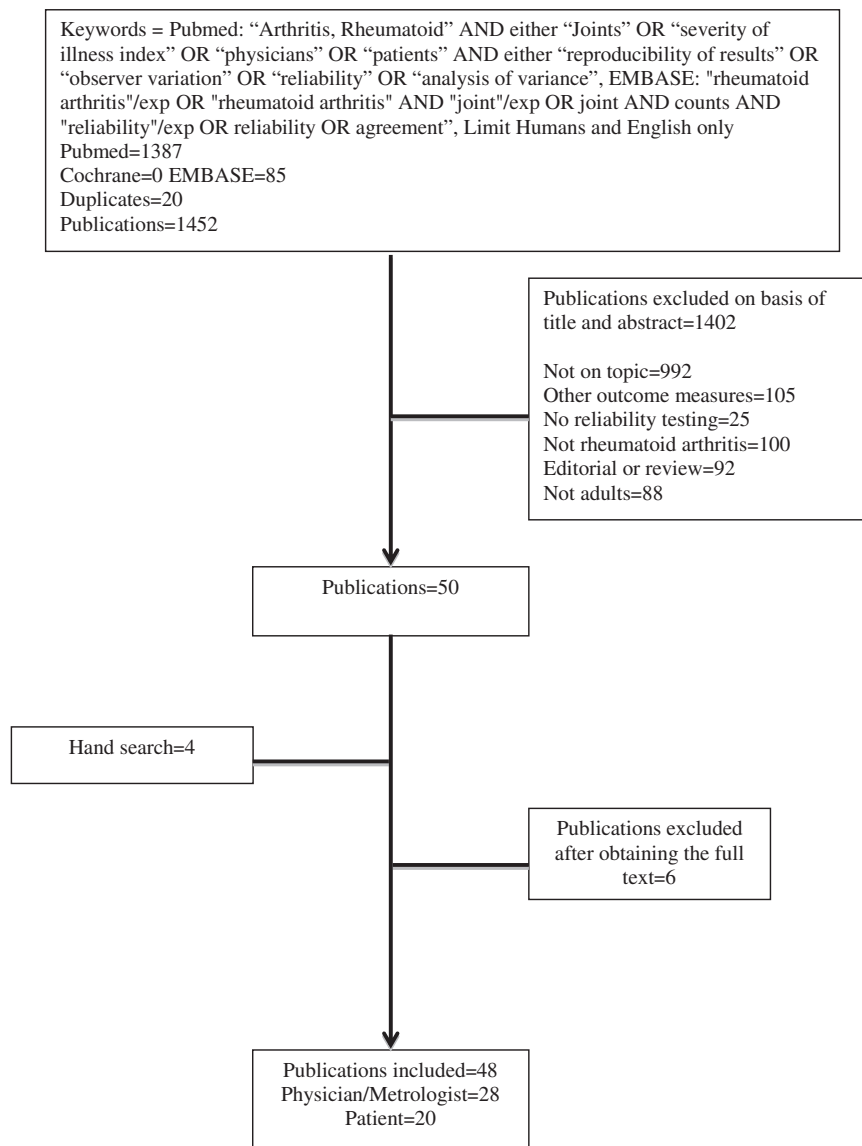 Keywords = Pubmed: “Arthritis, Rheumatoid” AND either “Joints” OR “severity of
illness index” OR “physicians” OR “patients” AND either “reproducibility of results” OR
“observer variation” OR “reliability” OR “analysis of variance”, EMBASE: "rheumatoid
arthritis"/exp OR "rheumatoid arthritis" AND "joint"/exp OR joint AND counts AND
"reliability"/exp OR reliability OR agreement”, Limit Humans and English only
Pubmed=1387
Cochrane=0 EMBASE=85
Duplicates=20
Publications=1452
Publications excluded on basis of
title and abstract=1402
Not on topic=992
Other outcome measures=105
No reliability testing=25
Not rheumatoid arthritis=100
Editorial or review=92
Not adults=88
Publications=50
Hand search=4
Publications excluded
after obtaining the full
text=6
Publications included=48
Physician/Metrologist=28
Patient=20